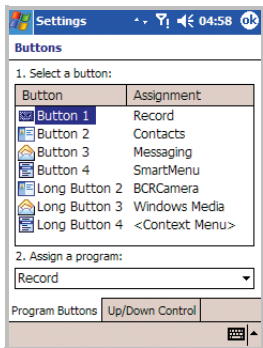 Settings 04:58 ok
Buttons
1. Select a button:
Button Assignment
Button 1 Record
Button 2 Contacts
Button 3 Messaging
Button 4 SmartMenu
Long Button 2 BCRCamera
Long Button 3 Windows Media
Long Button 4 <Context Menu>
2. Assign a program:
Record
Program Buttons Up/Down Control